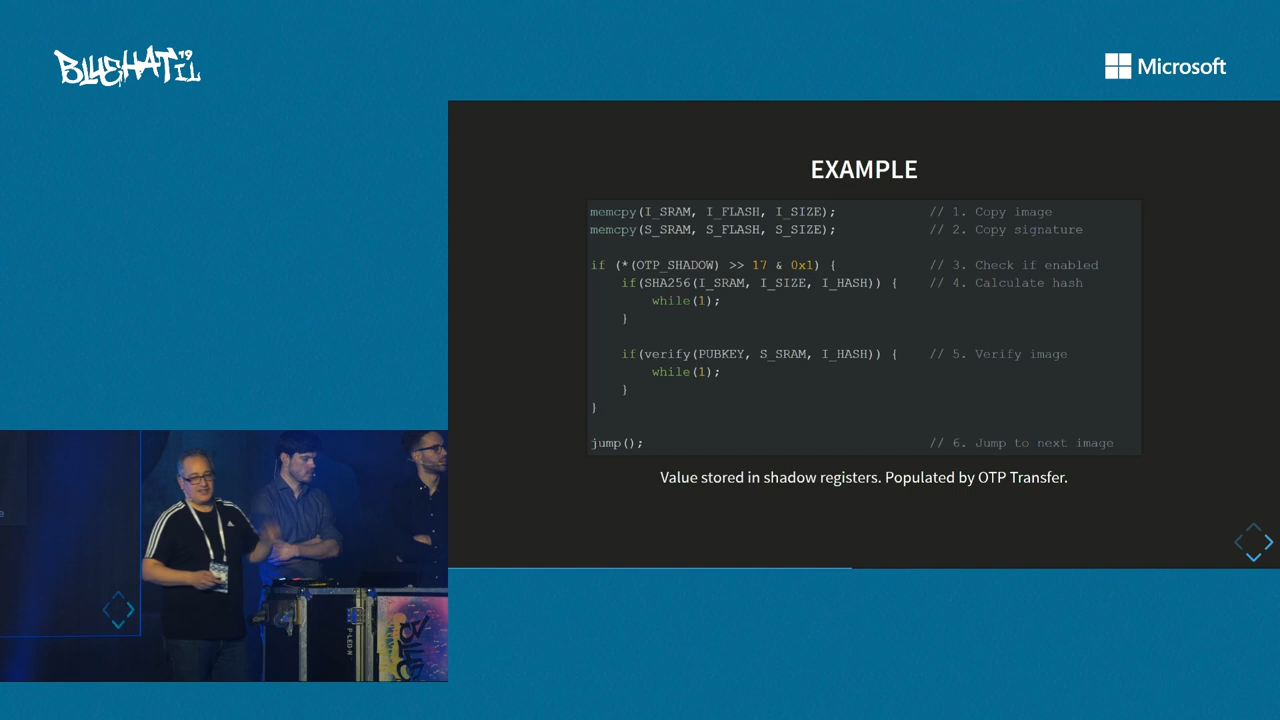 BLUEHAT IL '19
Microsoft
EXAMPLE
memcpy(I_SRAM, I_FLASH, I_SIZE); // 1. Copy image
memcpy(S_SRAM, S_FLASH, S_SIZE); // 2. Copy signature
if (*(OTP_SHADOW) >> 17 & 0x1) { // 3. Check if enabled
if(SHA256(I_SRAM, I_SIZE, I_HASH)) { // 4. Calculate hash
while(1);
}
if(verify(PUBKEY, S_SRAM, I_HASH)) { // 5. Verify image
while(1);
}
}
jump(); // 6. Jump to next image
Value stored in shadow registers. Populated by OTP Transfer.
e
P-LED-N
BLUE